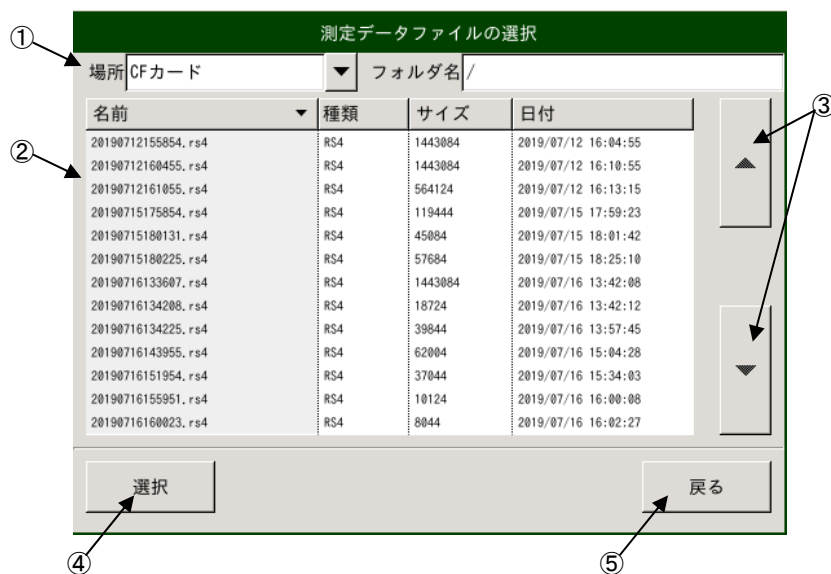 測定データファイルの選択
①
場所 CFカード ▼ フォルダ名 /
名前 ▼ 種類 サイズ 日付
③
20190712155854.rs4 RS4 1443084 2019/07/12 16:04:55
②
20190712160455.rs4 RS4 1443084 2019/07/12 16:10:55
20190712161055.rs4 RS4 564124 2019/07/12 16:13:15
20190715175854.rs4 RS4 119444 2019/07/15 17:59:23
20190715180131.rs4 RS4 45084 2019/07/15 18:01:42
20190715180225.rs4 RS4 57684 2019/07/15 18:25:10
20190716133607.rs4 RS4 1443084 2019/07/16 13:42:08
20190716134208.rs4 RS4 18724 2019/07/16 13:42:12
20190716134225.rs4 RS4 39844 2019/07/16 13:57:45
20190716143955.rs4 RS4 62004 2019/07/16 15:04:28
20190716151954.rs4 RS4 37044 2019/07/16 15:34:03
20190716155951.rs4 RS4 10124 2019/07/16 16:00:08
20190716160023.rs4 RS4 8044 2019/07/16 16:02:27
選択 戻る
④ ⑤